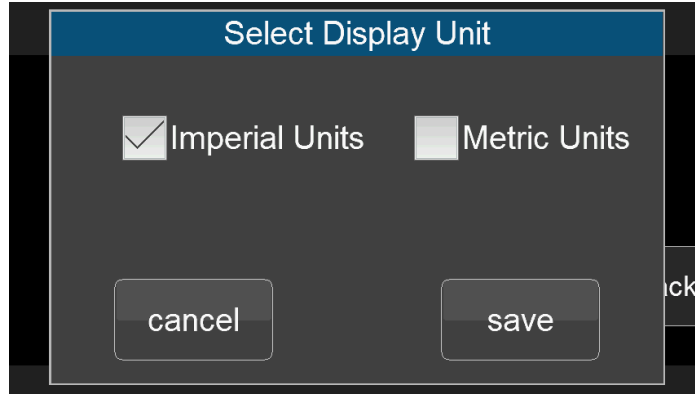 Select Display Unit
Imperial Units
Metric Units
cancel
save